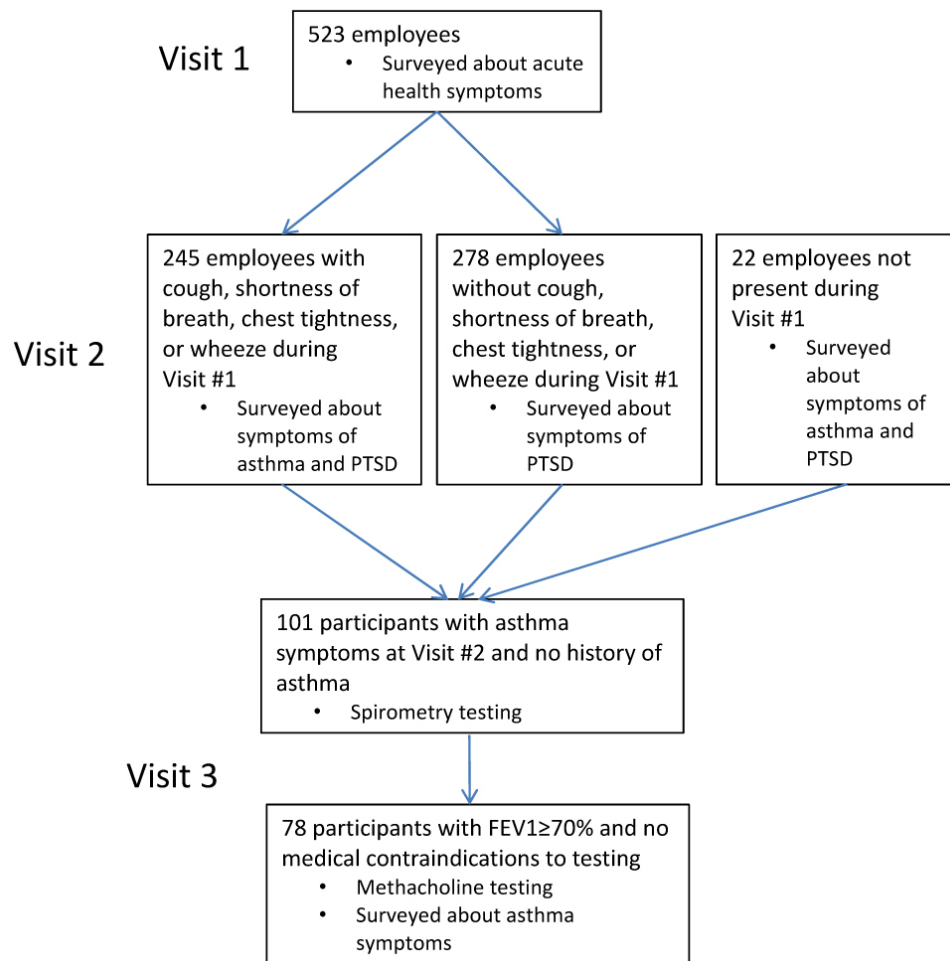 Visit 1
523 employees
• Surveyed about acute
health symptoms
Visit 2
245 employees with
cough, shortness of
breath, chest tightness,
or wheeze during
Visit #1
• Surveyed about
symptoms of
asthma and PTSD
278 employees
without cough,
shortness of breath,
chest tightness, or
wheeze during Visit #1
• Surveyed about
symptoms of
PTSD
22 employees not
present during
Visit #1
• Surveyed
about
symptoms of
asthma and
PTSD
Visit 3
101 participants with asthma
symptoms at Visit #2 and no history of
asthma
• Spirometry testing
78 participants with FEV1≥70% and no
medical contraindications to testing
• Methacholine testing
• Surveyed about asthma
symptoms